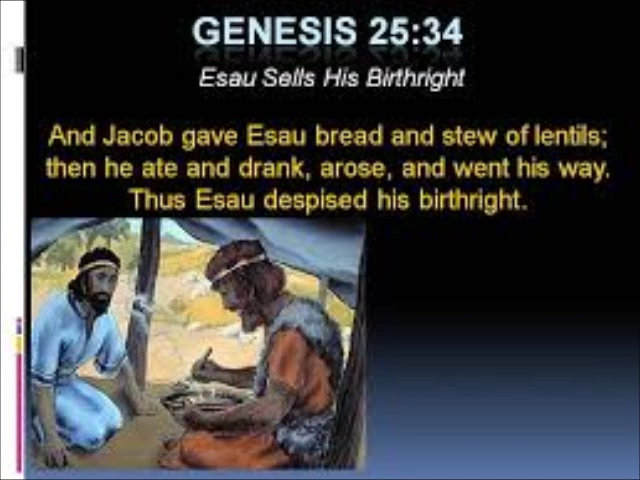 GENESIS 25:34
Esau Sells His Birthright
And Jacob gave Esau bread and stew of lentils;
then he ate and drank, arose, and went his way.
Thus Esau despised his birthright.